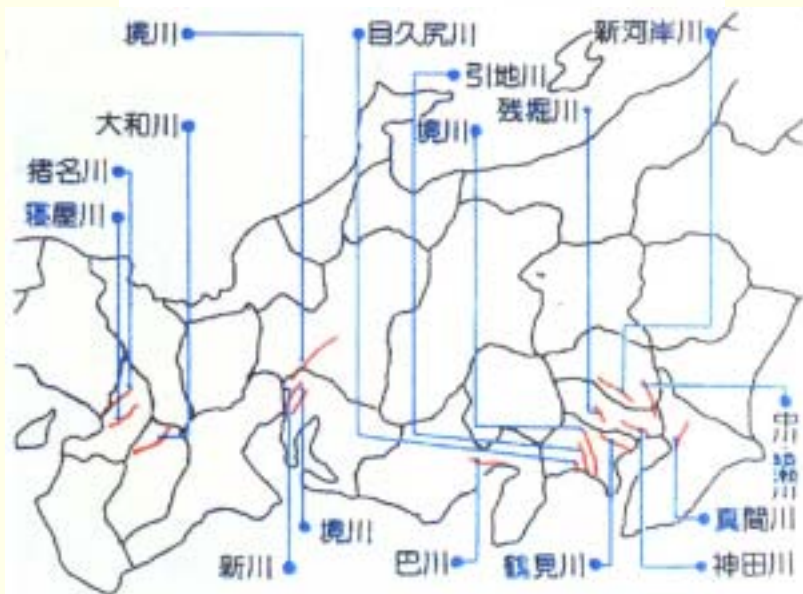 境川
目久尻川
新河岸川
引地川
残堀川
大和川
境川
猪名川
寝屋川
中川・綾瀬川
真間川
境川
新川
巴川
鶴見川
神田川